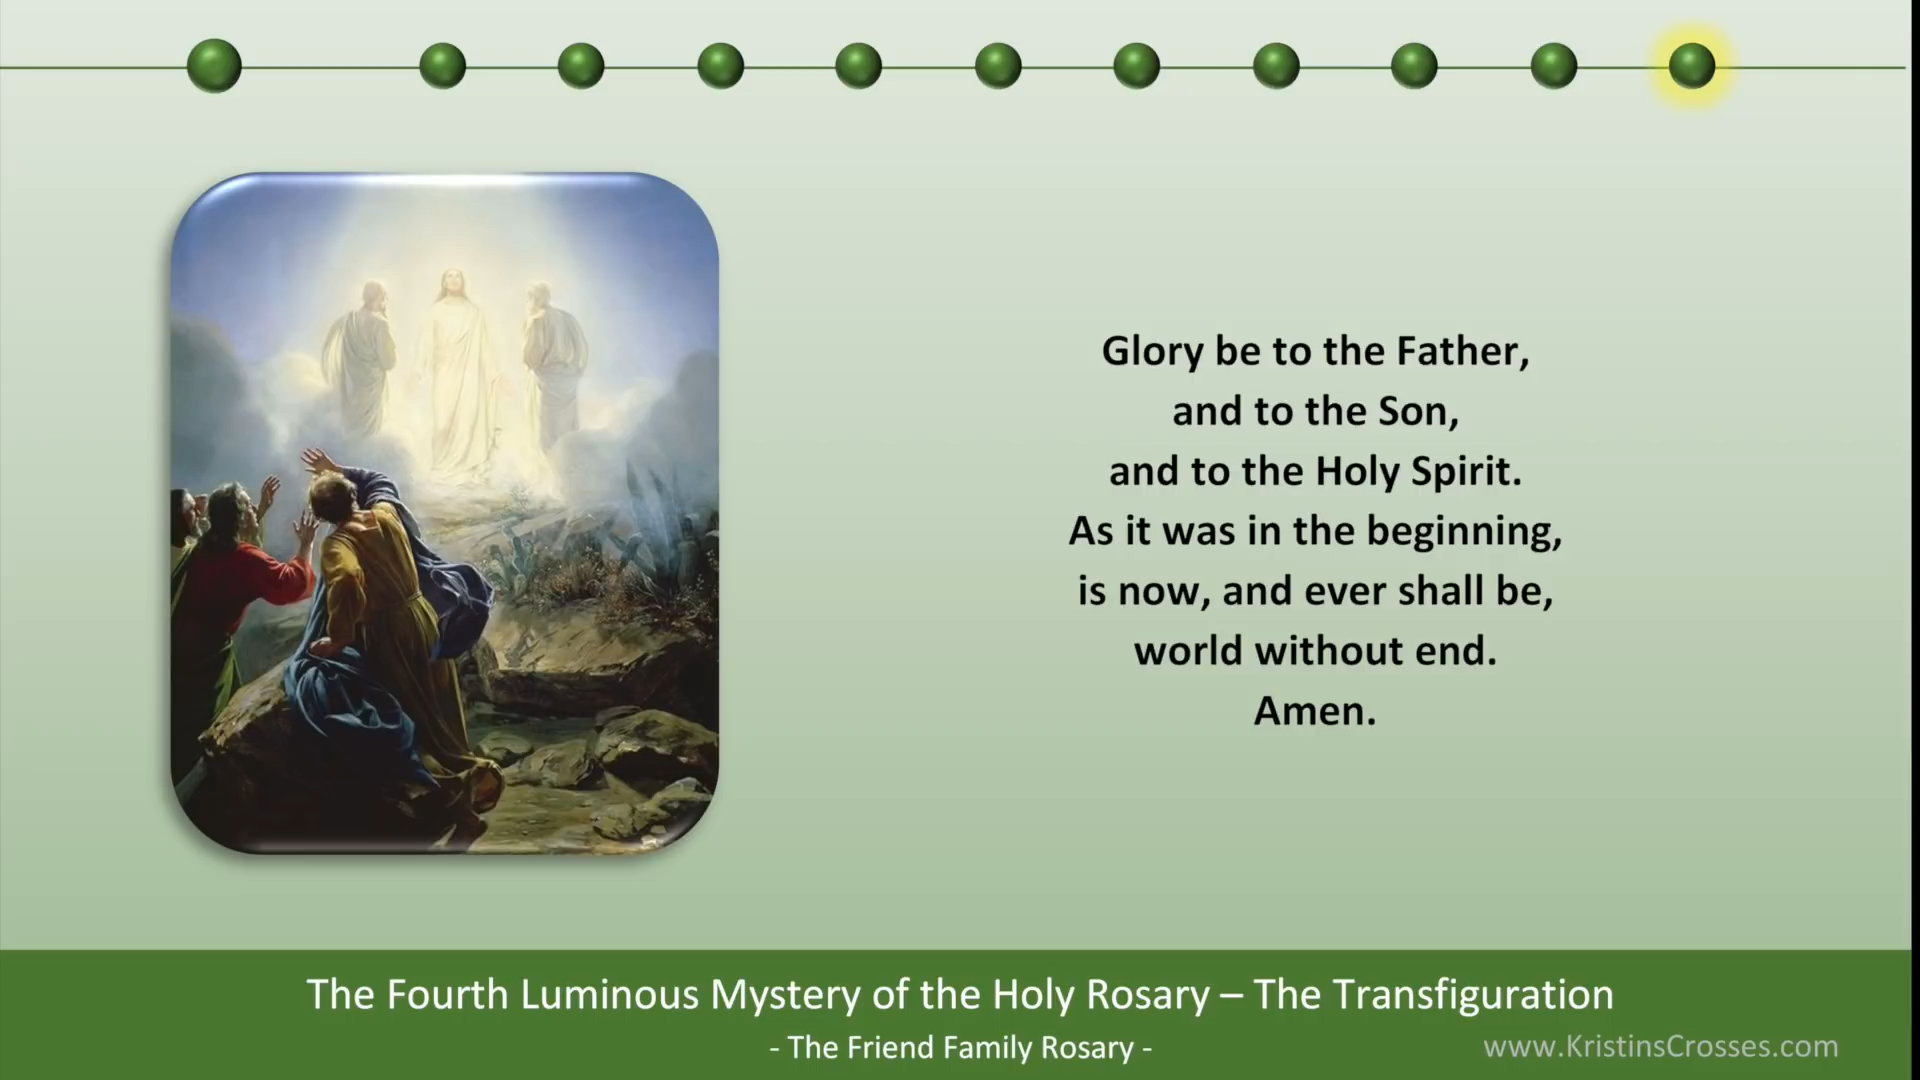 Glory be to the Father,
and to the Son,
and to the Holy Spirit.
As it was in the beginning,
is now, and ever shall be,
world without end.
Amen.
The Fourth Luminous Mystery of the Holy Rosary – The Transfiguration
- The Friend Family Rosary -
www.KristinsCrosses.com